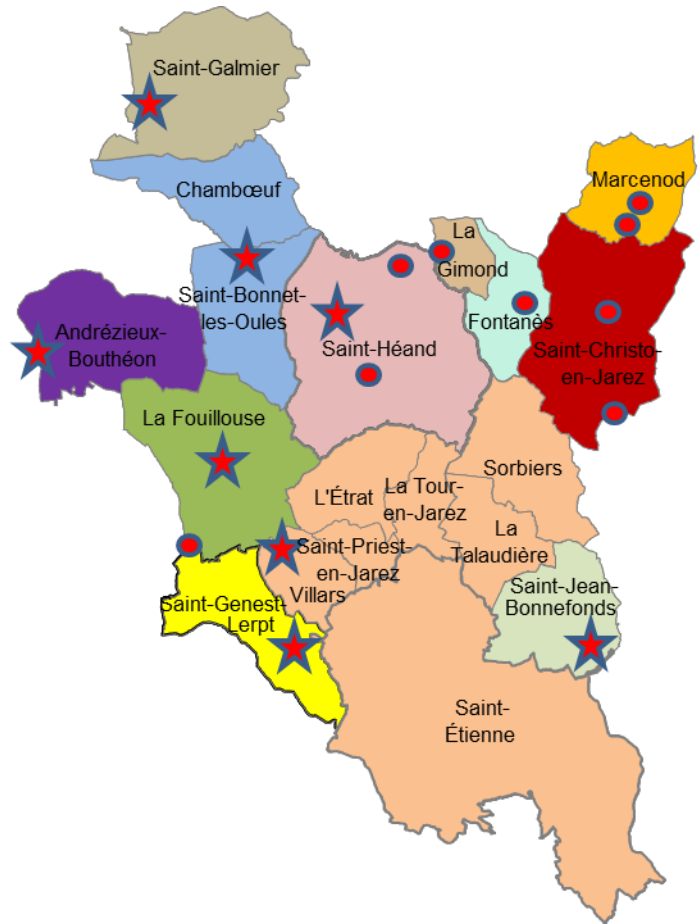 Saint-Galmier
Chambœuf
Marcenod
La
Gimond
Saint-Bonnet-
les-Oules
Fontanès
Andrézieux-
Bouthéon
Saint-Héand
Saint-Christo-
en-Jarez
La Fouillouse
Sorbiers
L'Étrat
La Tour-
en-Jarez
La
Talaudière
Saint-Priest-
en-Jarez
Villars
Saint-Jean-
Bonnefonds
Saint-Genest-
Lerpt
Saint-
Étienne